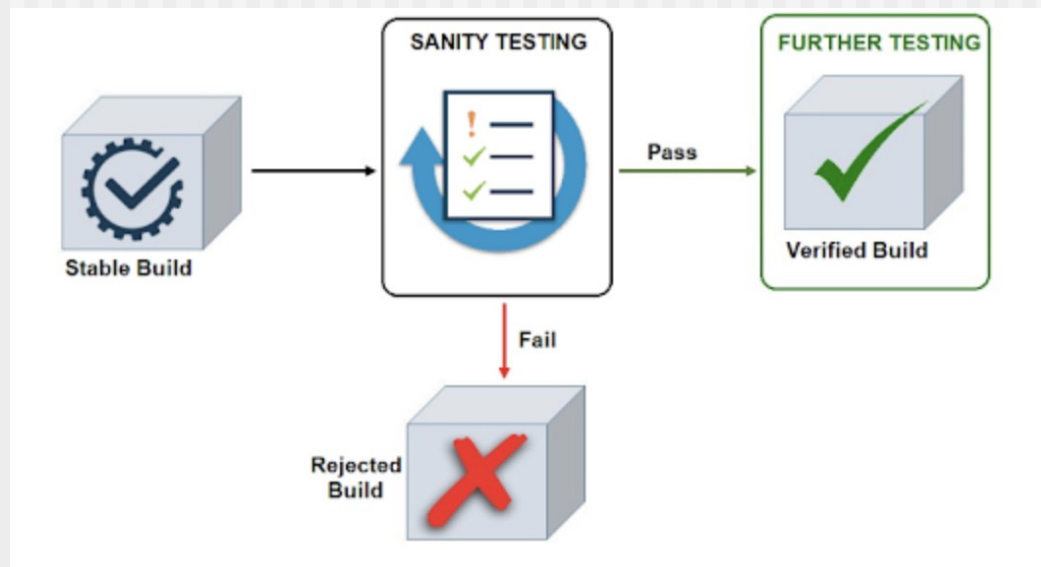 SANITY TESTING
FURTHER TESTING
Pass
Stable Build
Verified Build
Fail
Rejected
Build